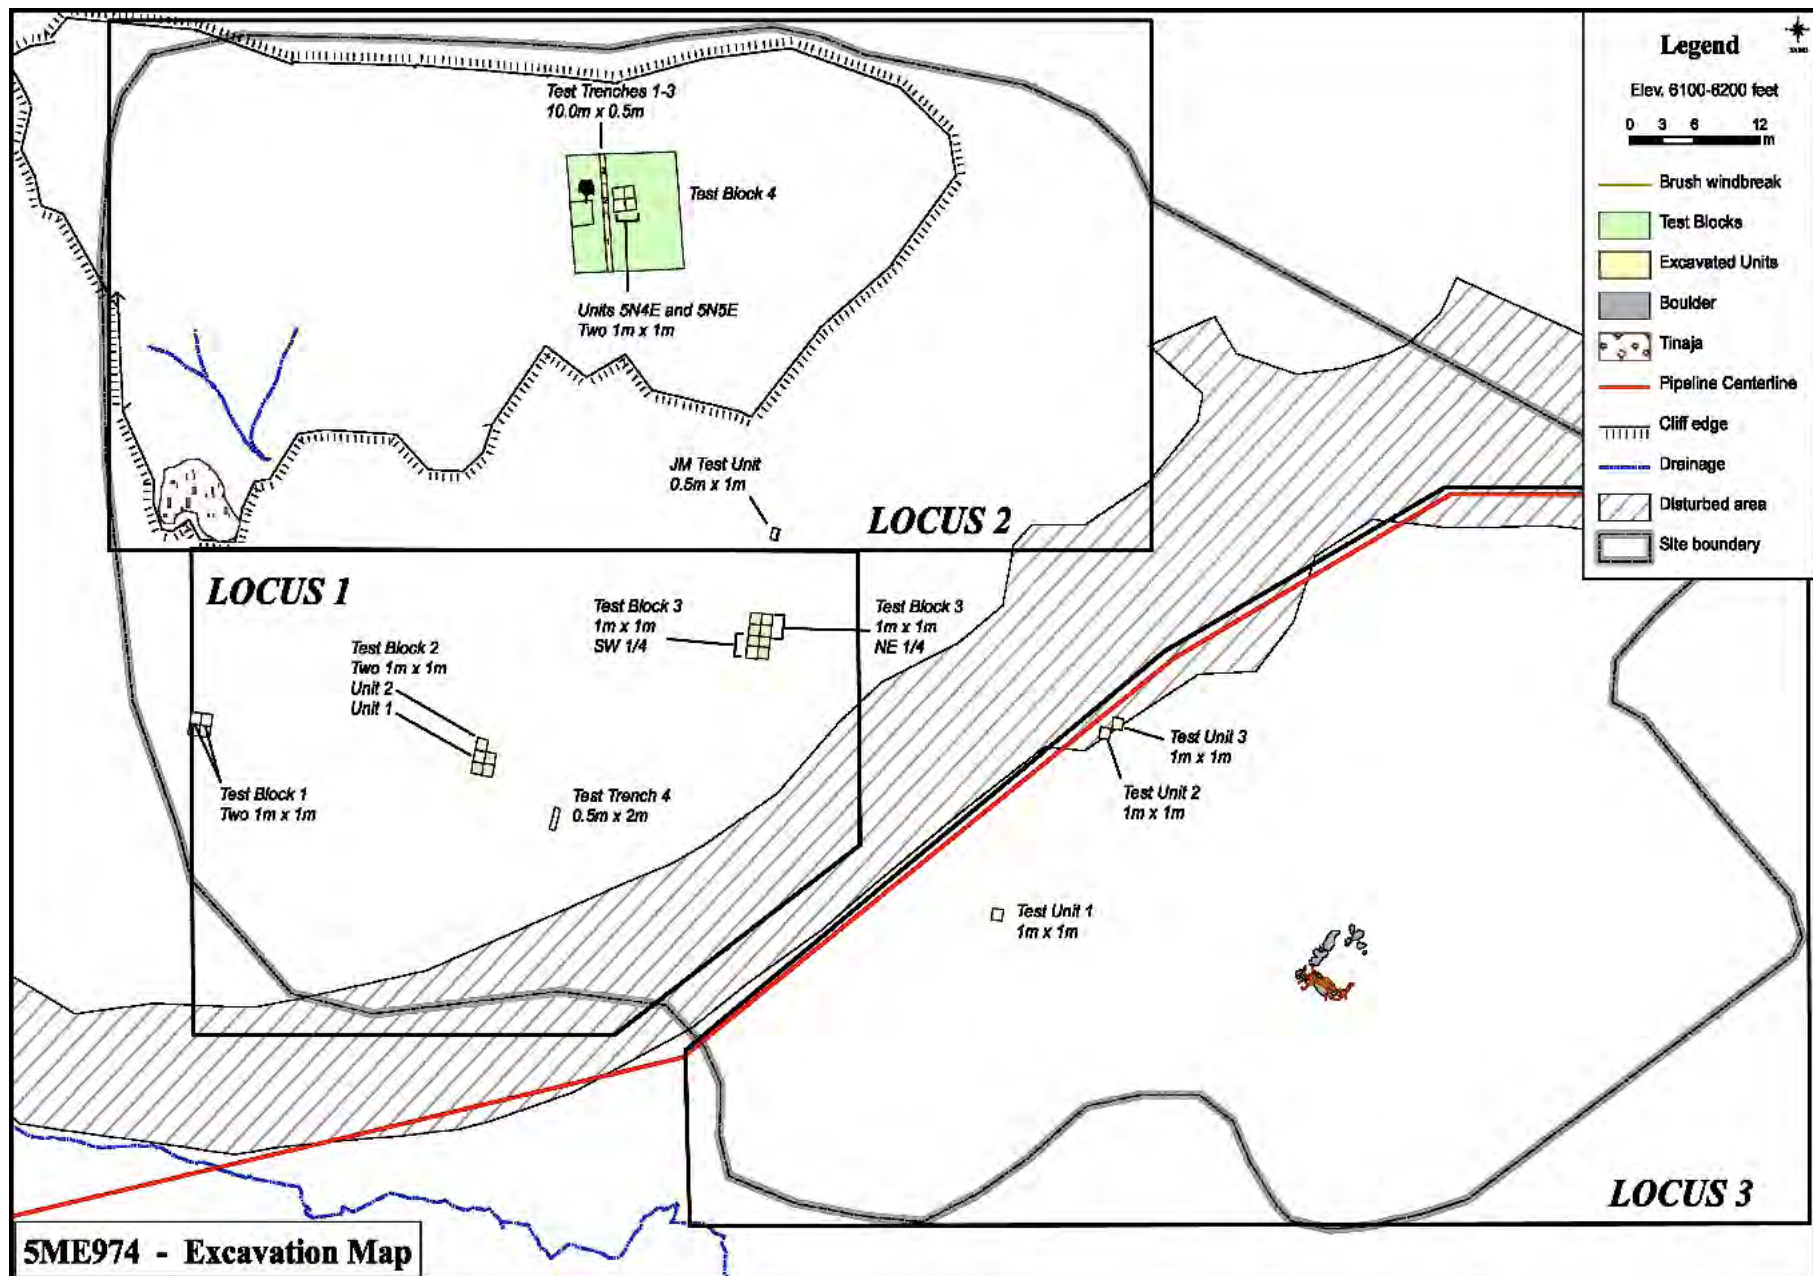 Legend
Elev. 6100-6200 feet
0 3 6 12
m
Brush windbreak
Test Blocks
Excavated Units
Boulder
Tinaja
Pipeline Centerline
Cliff edge
Drainage
Disturbed area
Site boundary
Test Trenches 1-3
10.0m x 0.5m
Test Block 4
Units 5N4E and 5N5E
Two 1m x 1m
JM Test Unit
0.5m x 1m
LOCUS 2
LOCUS 1
Test Block 3
1m x 1m
SW 1/4
Test Block 3
1m x 1m
NE 1/4
Test Block 2
Two 1m x 1m
Unit 2
Unit 1
Test Block 1
Two 1m x 1m
Test Trench 4
0.5m x 2m
Test Unit 3
1m x 1m
Test Unit 2
1m x 1m
Test Unit 1
1m x 1m
LOCUS 3
5ME974 - Excavation Map